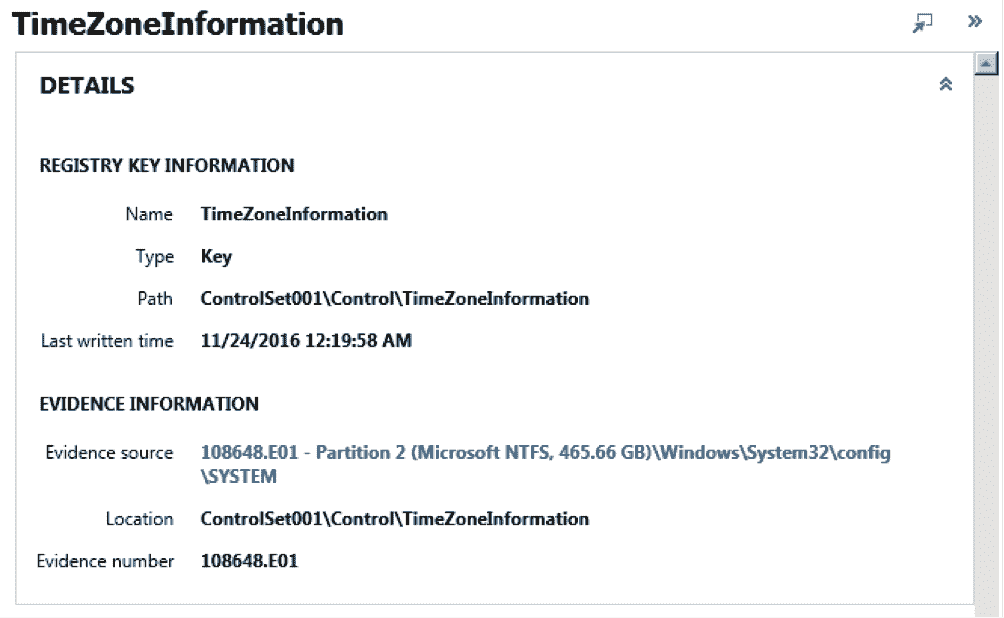 TimeZoneInformation
DETAILS
REGISTRY KEY INFORMATION
Name TimeZoneInformation
Type Key
Path ControlSet001\Control\TimeZoneInformation
Last written time 11/24/2016 12:19:58 AM
EVIDENCE INFORMATION
Evidence source 108648.E01 - Partition 2 (Microsoft NTFS, 465.66 GB)\Windows\System32\config
\SYSTEM
Location ControlSet001\Control\TimeZoneInformation
Evidence number 108648.E01